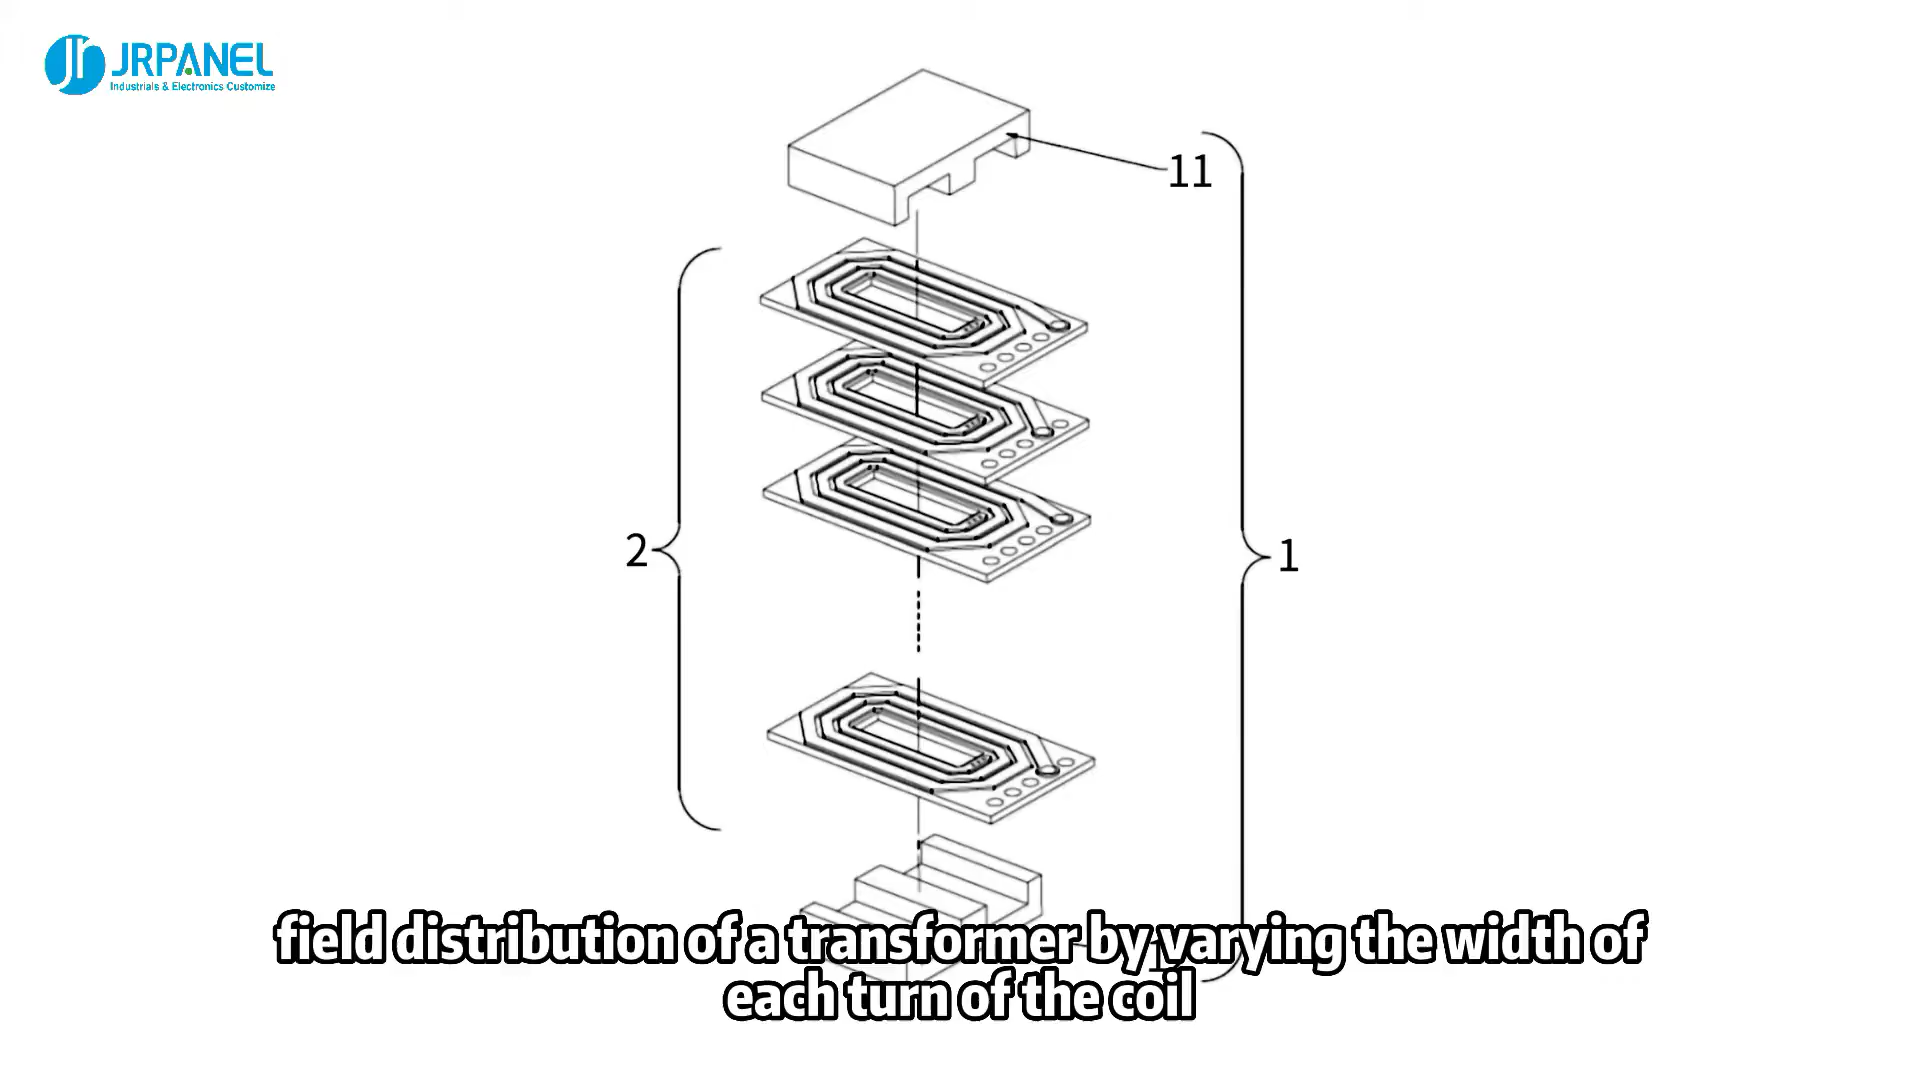 JRPANEL
Industrials & Electronics Customize
11
2
1
field distribution of a transformer by varying the width of
each turn of the coil